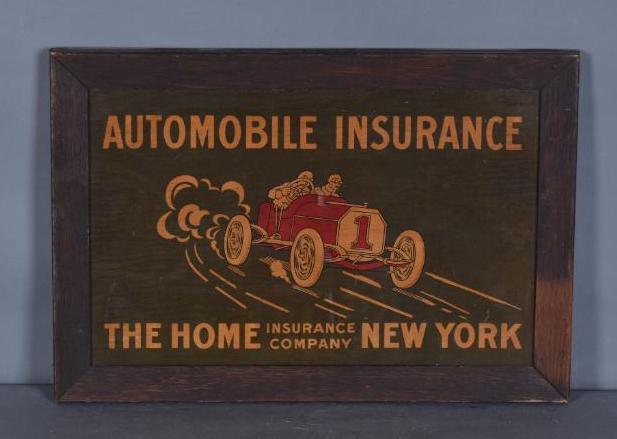 AUTOMOBILE INSURANCE
1
THE HOME INSURANCE COMPANY NEW YORK